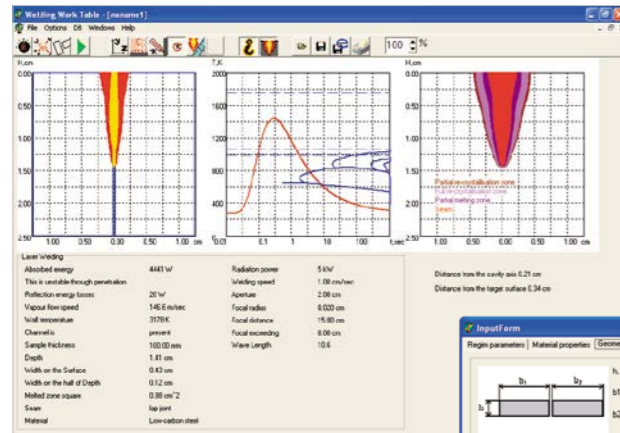 Welding Work Table - [noname1]
File Options DB Windows Help
100 %
H,cm
T,K
H,cm
0.00
2000
0.00
0.50
1600
0.50
1.00
1200
1.00
1.50
800
1.50
Partial re-crystallisation zone
Full re-crystallisation zone
Partial melting zone
Seam
2.00
400
2.00
2.50
1.00 0.50 0.00 0.50 1.00 cm
0.01 0.1 1 10 100 t,sec
2.50
1.00 0.50 0.00 0.50 1.00 cm
Laser Welding
Absorbed energy 4441 W Radiation power 5 kW
This is unstable through penetration Welding speed 1.00 cm/sec
Reflection energy losses 20 W Aperture 2.00 cm
Vapour flow speed 146.6 m/sec Focal radius 0.020 cm
Wall temperature 3178K Focal distance 15.00 cm
Channel is present Focal exceeding 0.00 cm
Sample thickness 100.00 mm Wave Length 10.6
Depth 1.41 cm
Width on the Surface 0.43 cm
Width on the half of Depth 0.12 cm
Melted zone square 0.38 cm^2
Seam lap joint
Material Low-carbon steel
Distance from the cavity axis 0.21 cm
Distance from the target surface 0.34 cm
InputForm
Regim parameters Material properties Geome
b1 b2
h,
b1
b2